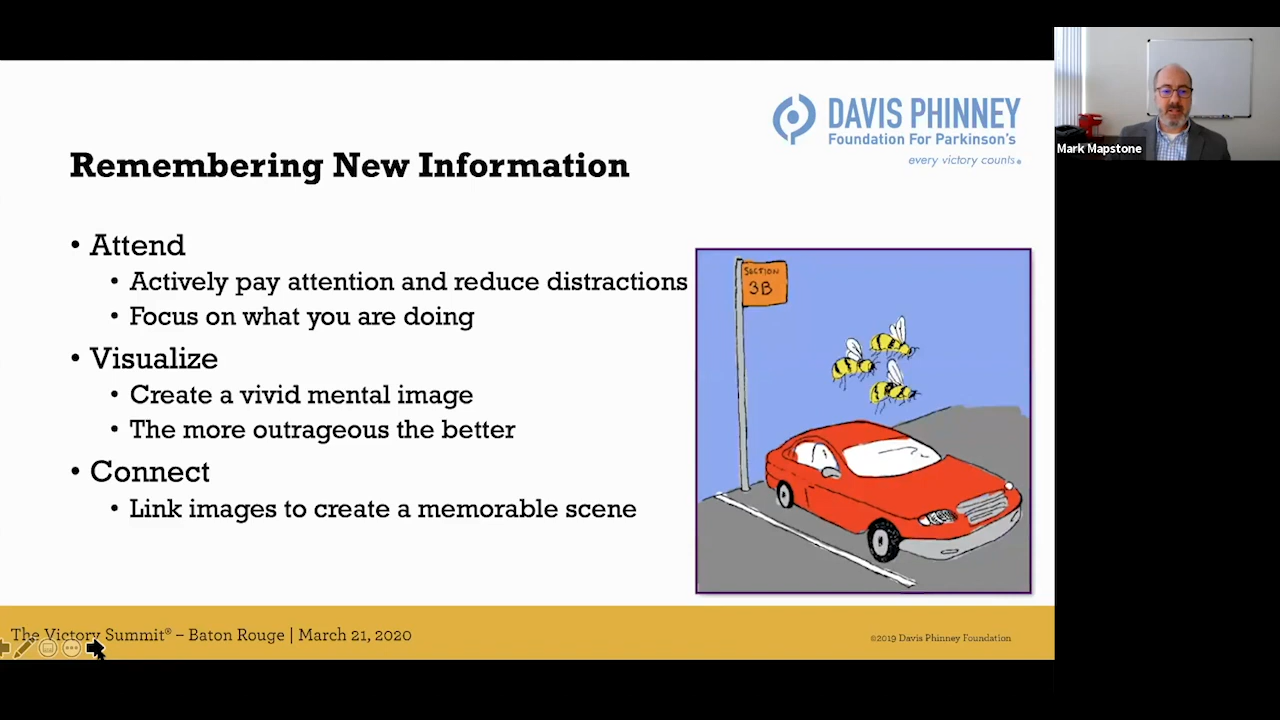 DAVIS PHINNEY
Foundation For Parkinson's
every victory counts®
Mark Mapstone
Remembering New Information
• Attend
• Actively pay attention and reduce distractions
• Focus on what you are doing
• Visualize
• Create a vivid mental image
• The more outrageous the better
• Connect
• Link images to create a memorable scene
SECTION
3B
The Victory Summit® – Baton Rouge | March 21, 2020
©2019 Davis Phinney Foundation